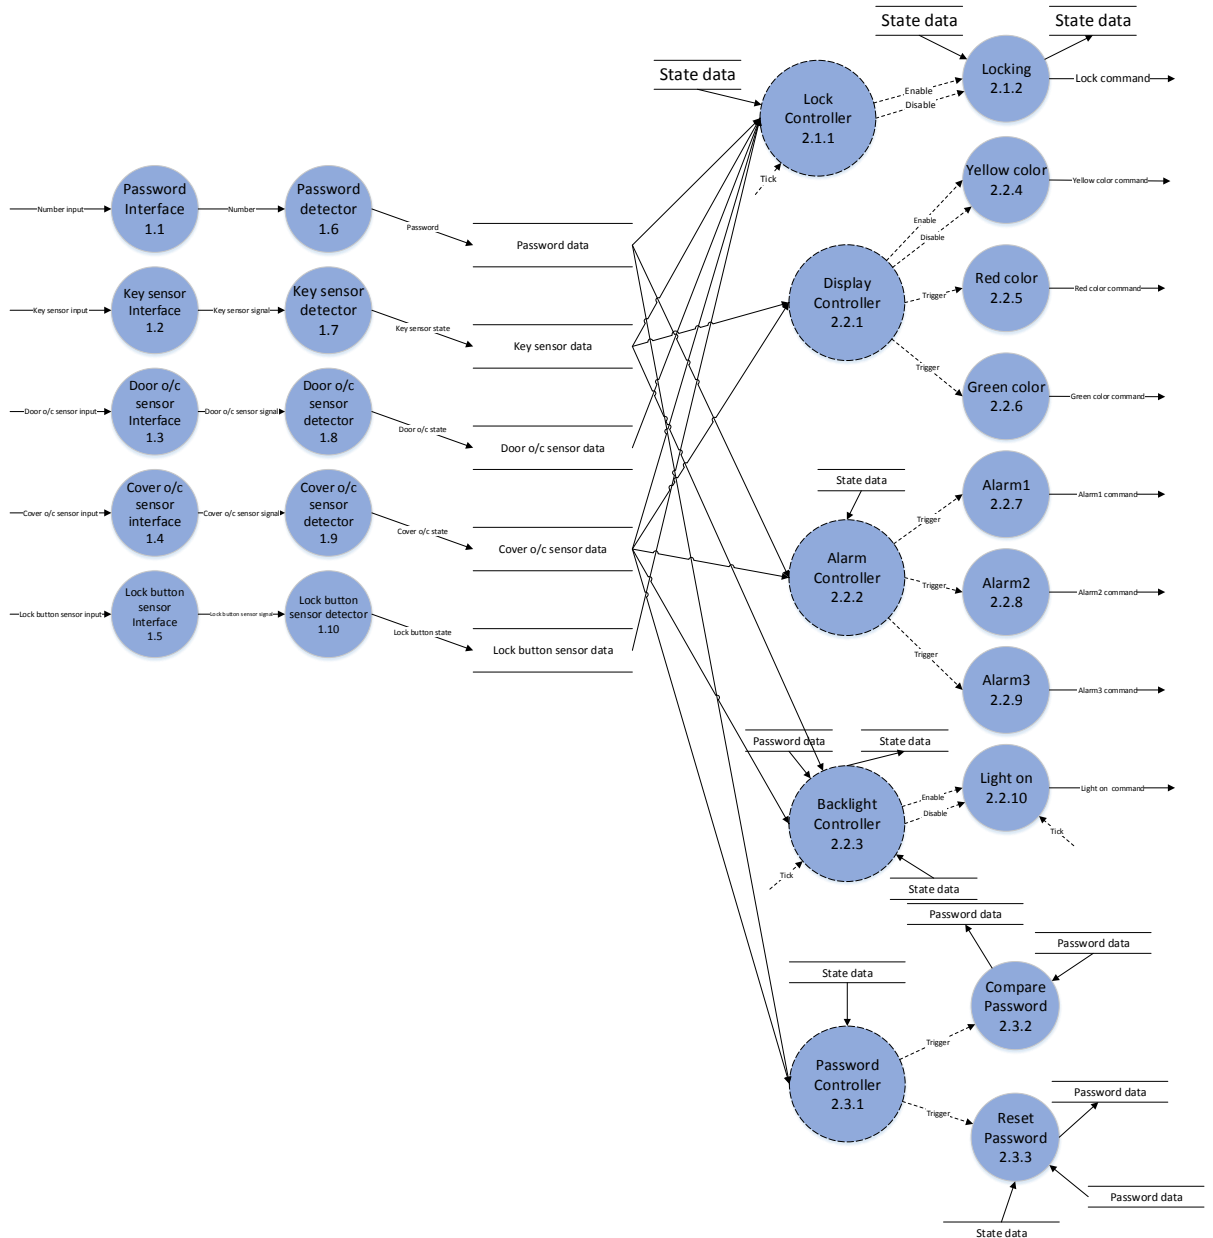 State data
State data
State data
Lock
Controller
2.1.1
Enable
Disable
Tick
Locking
2.1.2
Lock command
Number input
Password
Interface
1.1
Number
Password
detector
1.6
Password
Password data
Key sensor input
Key sensor
Interface
1.2
Key sensor signal
Key sensor
detector
1.7
Key sensor state
Key sensor data
Door o/c sensor input
Door o/c
sensor Interface
1.3
Door o/c sensor signal
Door o/c
sensor
detector
1.8
Door o/c state
Door o/c sensor data
Cover o/c sensor input
Cover o/c
sensor
interface
1.4
Cover o/c sensor signal
Cover o/c
sensor
detector
1.9
Cover o/c state
Cover o/c sensor data
Lock button sensor input
Lock button
sensor
Interface
1.5
Lock button sensor signal
Lock button
sensor detector
1.10
Lock button state
Lock button sensor data
Display
Controller
2.2.1
Enable
Disable
Trigger
Trigger
Yellow color
2.2.4
Yellow color command
Red color
2.2.5
Red color command
Green color
2.2.6
Green color command
State data
Alarm
Controller
2.2.2
Trigger
Trigger
Trigger
Alarm1
2.2.7
Alarm1 command
Alarm2
2.2.8
Alarm2 command
Alarm3
2.2.9
Alarm3 command
Password data
State data
Backlight
Controller
2.2.3
Tick
Enable
Disable
State data
Light on
2.2.10
Light on command
Tick
State data
Password
Controller
2.3.1
Trigger
Trigger
Password data
Password data
Compare
Password
2.3.2
Reset
Password
2.3.3
Password data
Password data
State data